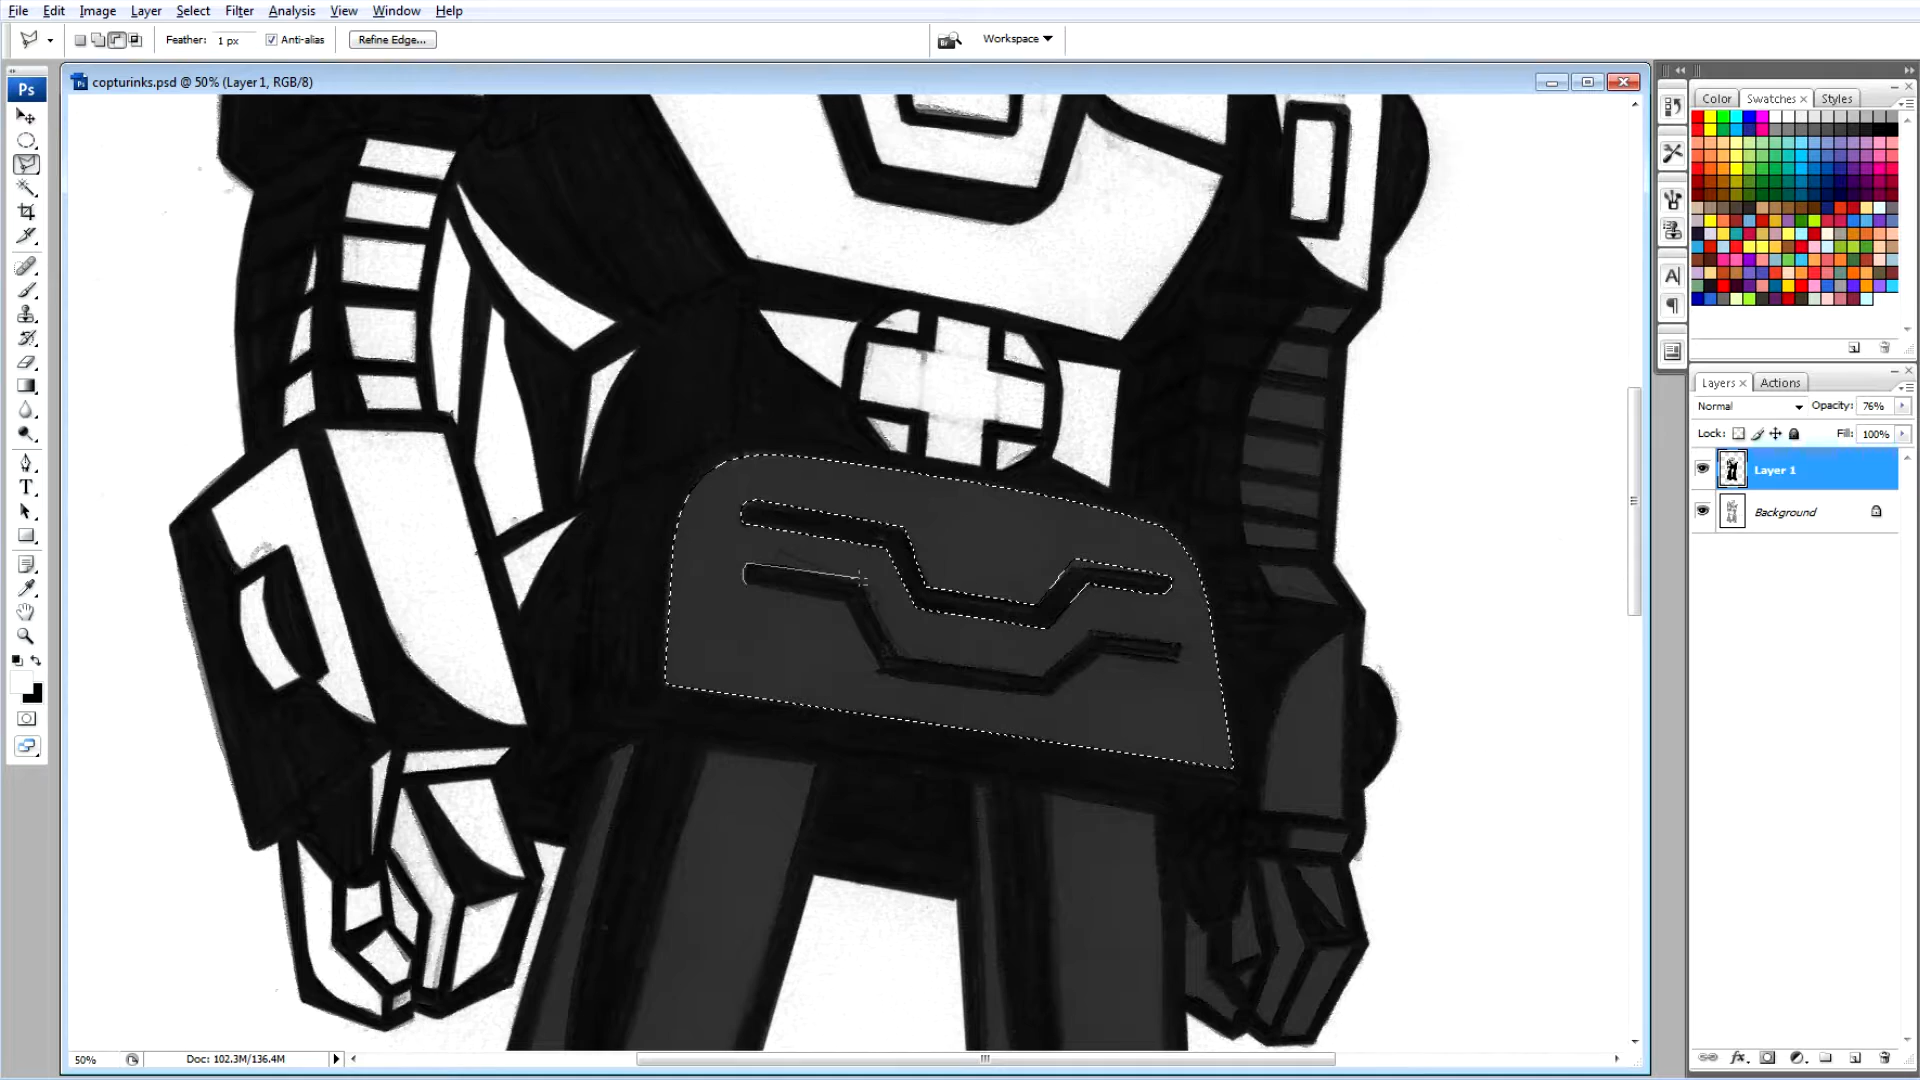 File Edit Image Layer Select Filter Analysis View Window Help
Feather: 1 px Anti-alias Refine Edge... Workspace
copturinks.psd @ 50% (Layer 1, RGB/8)
Ps
Color Swatches Styles
Layers Actions
Normal Opacity: 76%
Lock: Fill: 100%
Layer 1
Background
50% Doc: 102.3M/136.4M